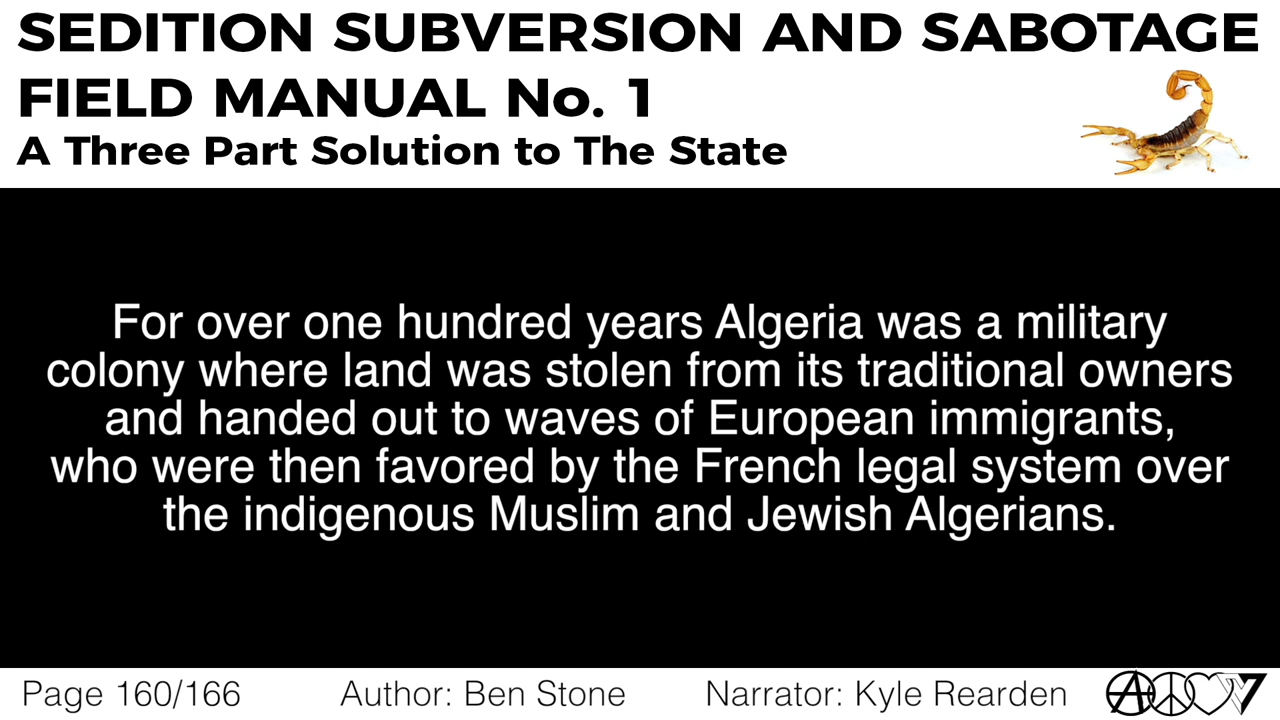 SEDITION SUBVERSION AND SABOTAGE
FIELD MANUAL No. 1
A Three Part Solution to The State
For over one hundred years Algeria was a military
colony where land was stolen from its traditional owners
and handed out to waves of European immigrants,
who were then favored by the French legal system over
the indigenous Muslim and Jewish Algerians.
Page 160/166 Author: Ben Stone Narrator: Kyle Rearden